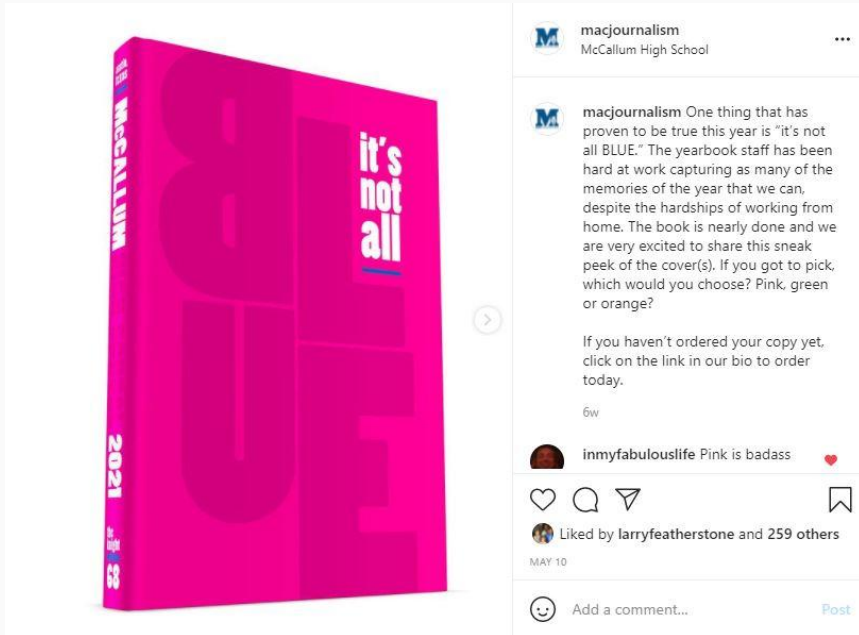 AUSTIN, TEXAS
McCALLUM
2021
the knight
68
it's
not
all
BLUE
M
macjournalism
McCallum High School
M
macjournalism One thing that has
proven to be true this year is "it's not
all BLUE." The yearbook staff has been
hard at work capturing as many of the
memories of the year that we can,
despite the hardships of working from
home. The book is nearly done and we
are very excited to share this sneak
peek of the cover(s). If you got to pick,
which would you choose? Pink, green
or orange?
If you haven't ordered your copy yet,
click on the link in our bio to order
today.
6w
inmyfabulouslife Pink is badass
Liked by larryfeatherstone and 259 others
MAY 10
Add a comment... Post